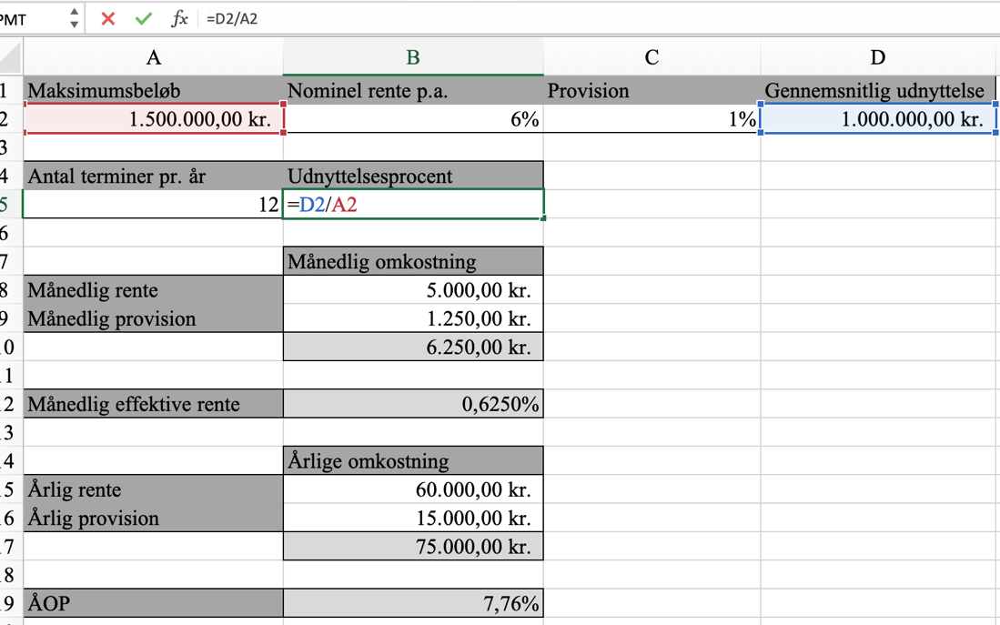 PMT fx =D2/A2
A B C D
1 Maksimumsbeløb Nominel rente p.a. Provision Gennemsnitlig udnyttelse
2 1.500.000,00 kr. 6% 1% 1.000.000,00 kr.
3
4 Antal terminer pr. år Udnyttelsesprocent
5 12 =D2/A2
6
7 Månedlig omkostning
8 Månedlig rente 5.000,00 kr.
9 Månedlig provision 1.250,00 kr.
0 6.250,00 kr.
1
2 Månedlig effektive rente 0,6250%
3
4 Årlige omkostning
5 Årlig rente 60.000,00 kr.
6 Årlig provision 15.000,00 kr.
7 75.000,00 kr.
8
9 ÅOP 7,76%